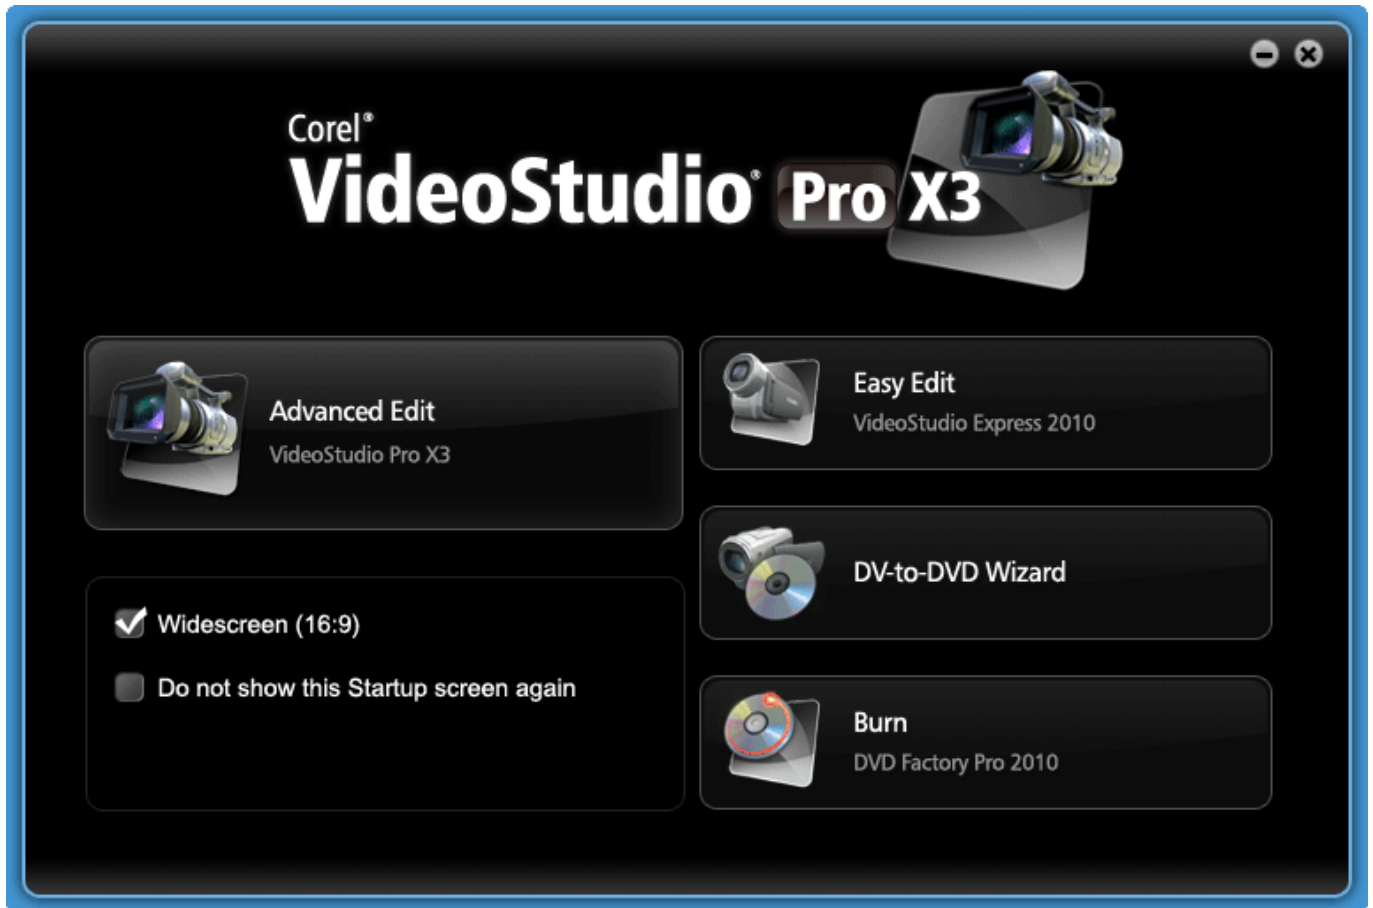 Corel®
VideoStudio® Pro X3
Advanced Edit
VideoStudio Pro X3
Widescreen (16:9)
Do not show this Startup screen again
Easy Edit
VideoStudio Express 2010
DV-to-DVD Wizard
Burn
DVD Factory Pro 2010